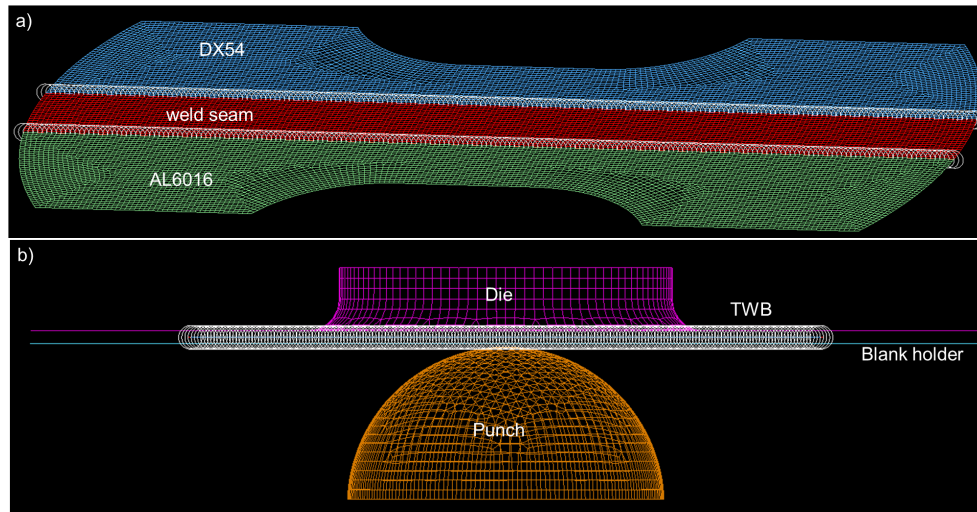 a)
DX54
weld seam
AL6016
b)
Die
TWB
Blank holder
Punch